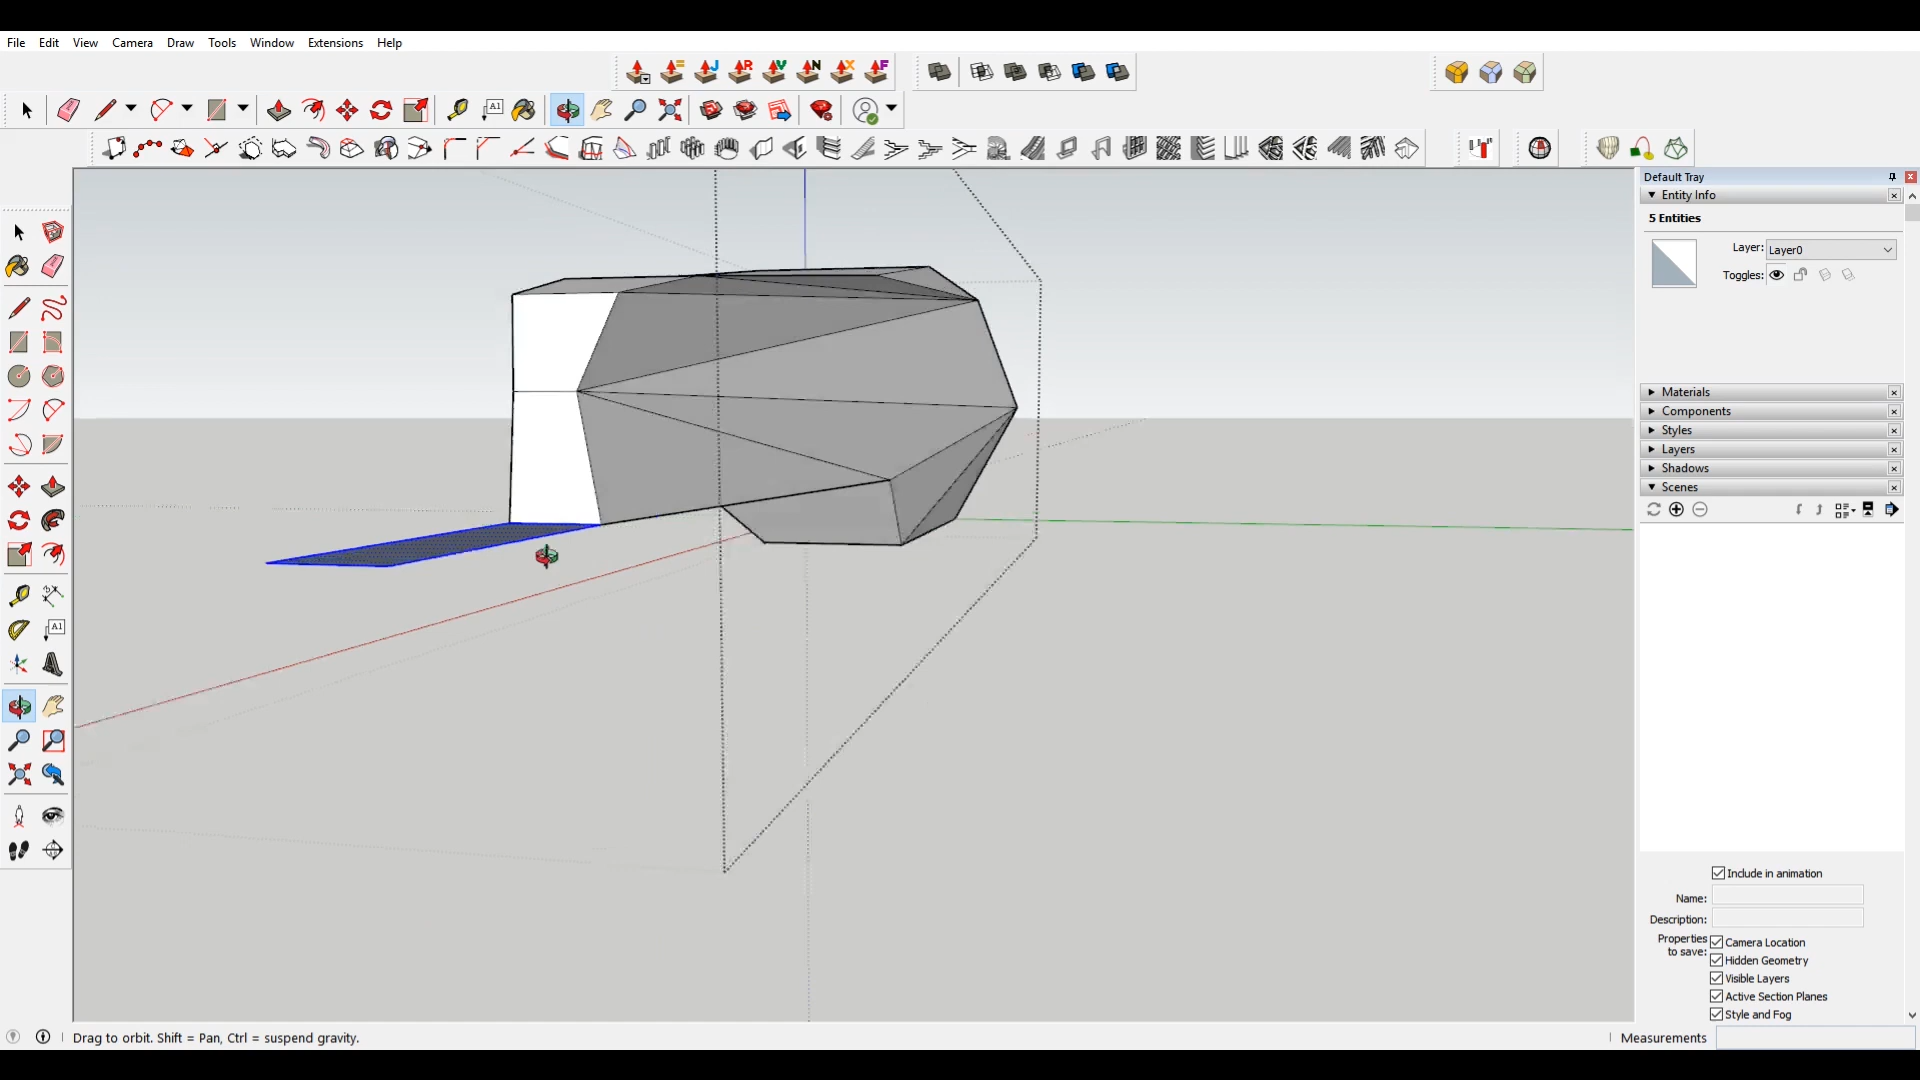 File Edit View Camera Draw Tools Window Extensions Help
J R V N X F
A1
Default Tray
Entity Info
5 Entities
Layer: Layer0
Toggles:
A1
Materials
Components
Styles
Layers
Shadows
Scenes
Include in animation
Name:
Description:
Properties to save:
Camera Location
Hidden Geometry
Visible Layers
Active Section Planes
Style and Fog
Drag to orbit. Shift = Pan, Ctrl = suspend gravity.
Measurements